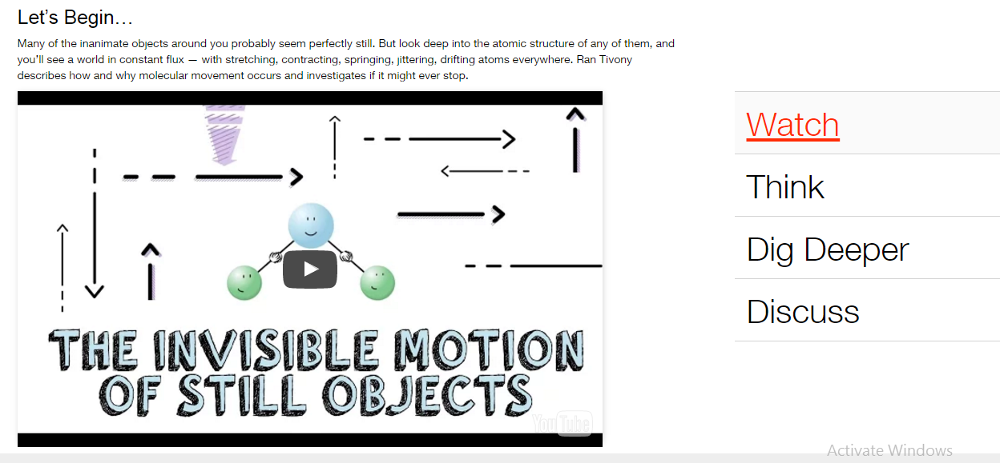 Let’s Begin…
Many of the inanimate objects around you probably seem perfectly still. But look deep into the atomic structure of any of them, and
you’ll see a world in constant flux — with stretching, contracting, springing, jittering, drifting atoms everywhere. Ran Tivony
describes how and why molecular movement occurs and investigates if it might ever stop.
THE INVISIBLE MOTION
OF STILL OBJECTS
YouTube
Watch
Think
Dig Deeper
Discuss
Activate Windows